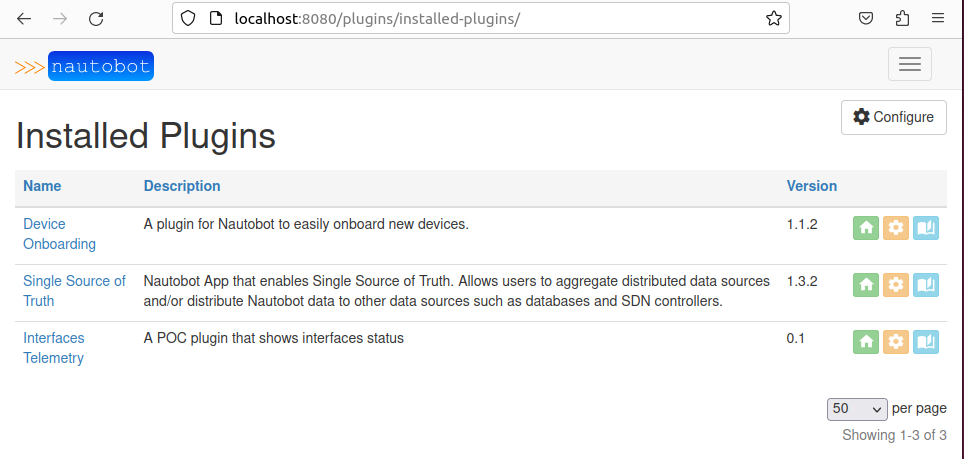 localhost:8080/plugins/installed-plugins/
>>> nautobot
Configure
Installed Plugins
Name Description Version
Device Onboarding A plugin for Nautobot to easily onboard new devices. 1.1.2
Single Source of Truth Nautobot App that enables Single Source of Truth. Allows users to aggregate distributed data sources and/or distribute Nautobot data to other data sources such as databases and SDN controllers. 1.3.2
Interfaces Telemetry A POC plugin that shows interfaces status 0.1
50 per page
Showing 1-3 of 3